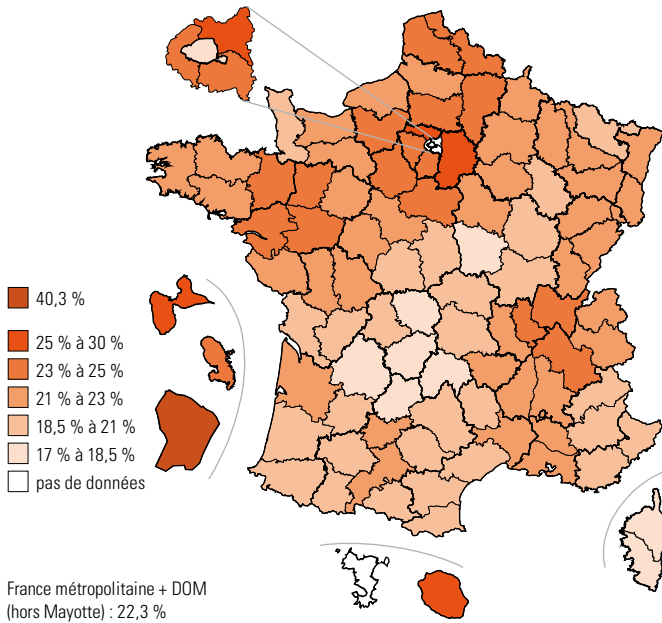 40,3 %
25 % à 30 %
23 % à 25 %
21 % à 23 %
18,5 % à 21 %
17 % à 18,5 %
pas de données
France métropolitaine + DOM
(hors Mayotte) : 22,3 %